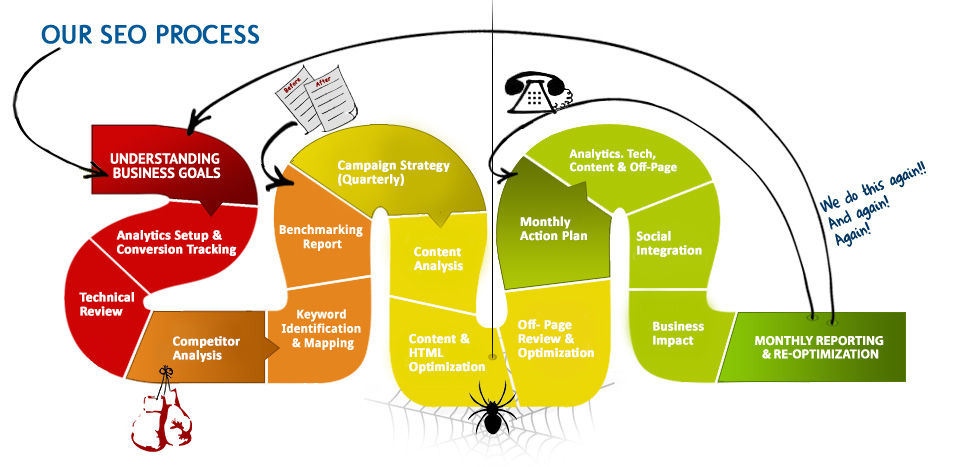 OUR SEO PROCESS
UNDERSTANDING
BUSINESS GOALS
Analytics Setup &
Conversion Tracking
Technical
Review
Competitor
Analysis
Keyword
Identification
& Mapping
Benchmarking
Report
Before
After
Campaign Strategy
(Quarterly)
Content
Analysis
Content &
HTML
Optimization
Off- Page
Review &
Optimization
Monthly
Action Plan
Analytics. Tech,
Content & Off-Page
Social
Integration
Business
Impact
MONTHLY REPORTING
& RE-OPTIMIZATION
We do this again!!
And again!
Again!